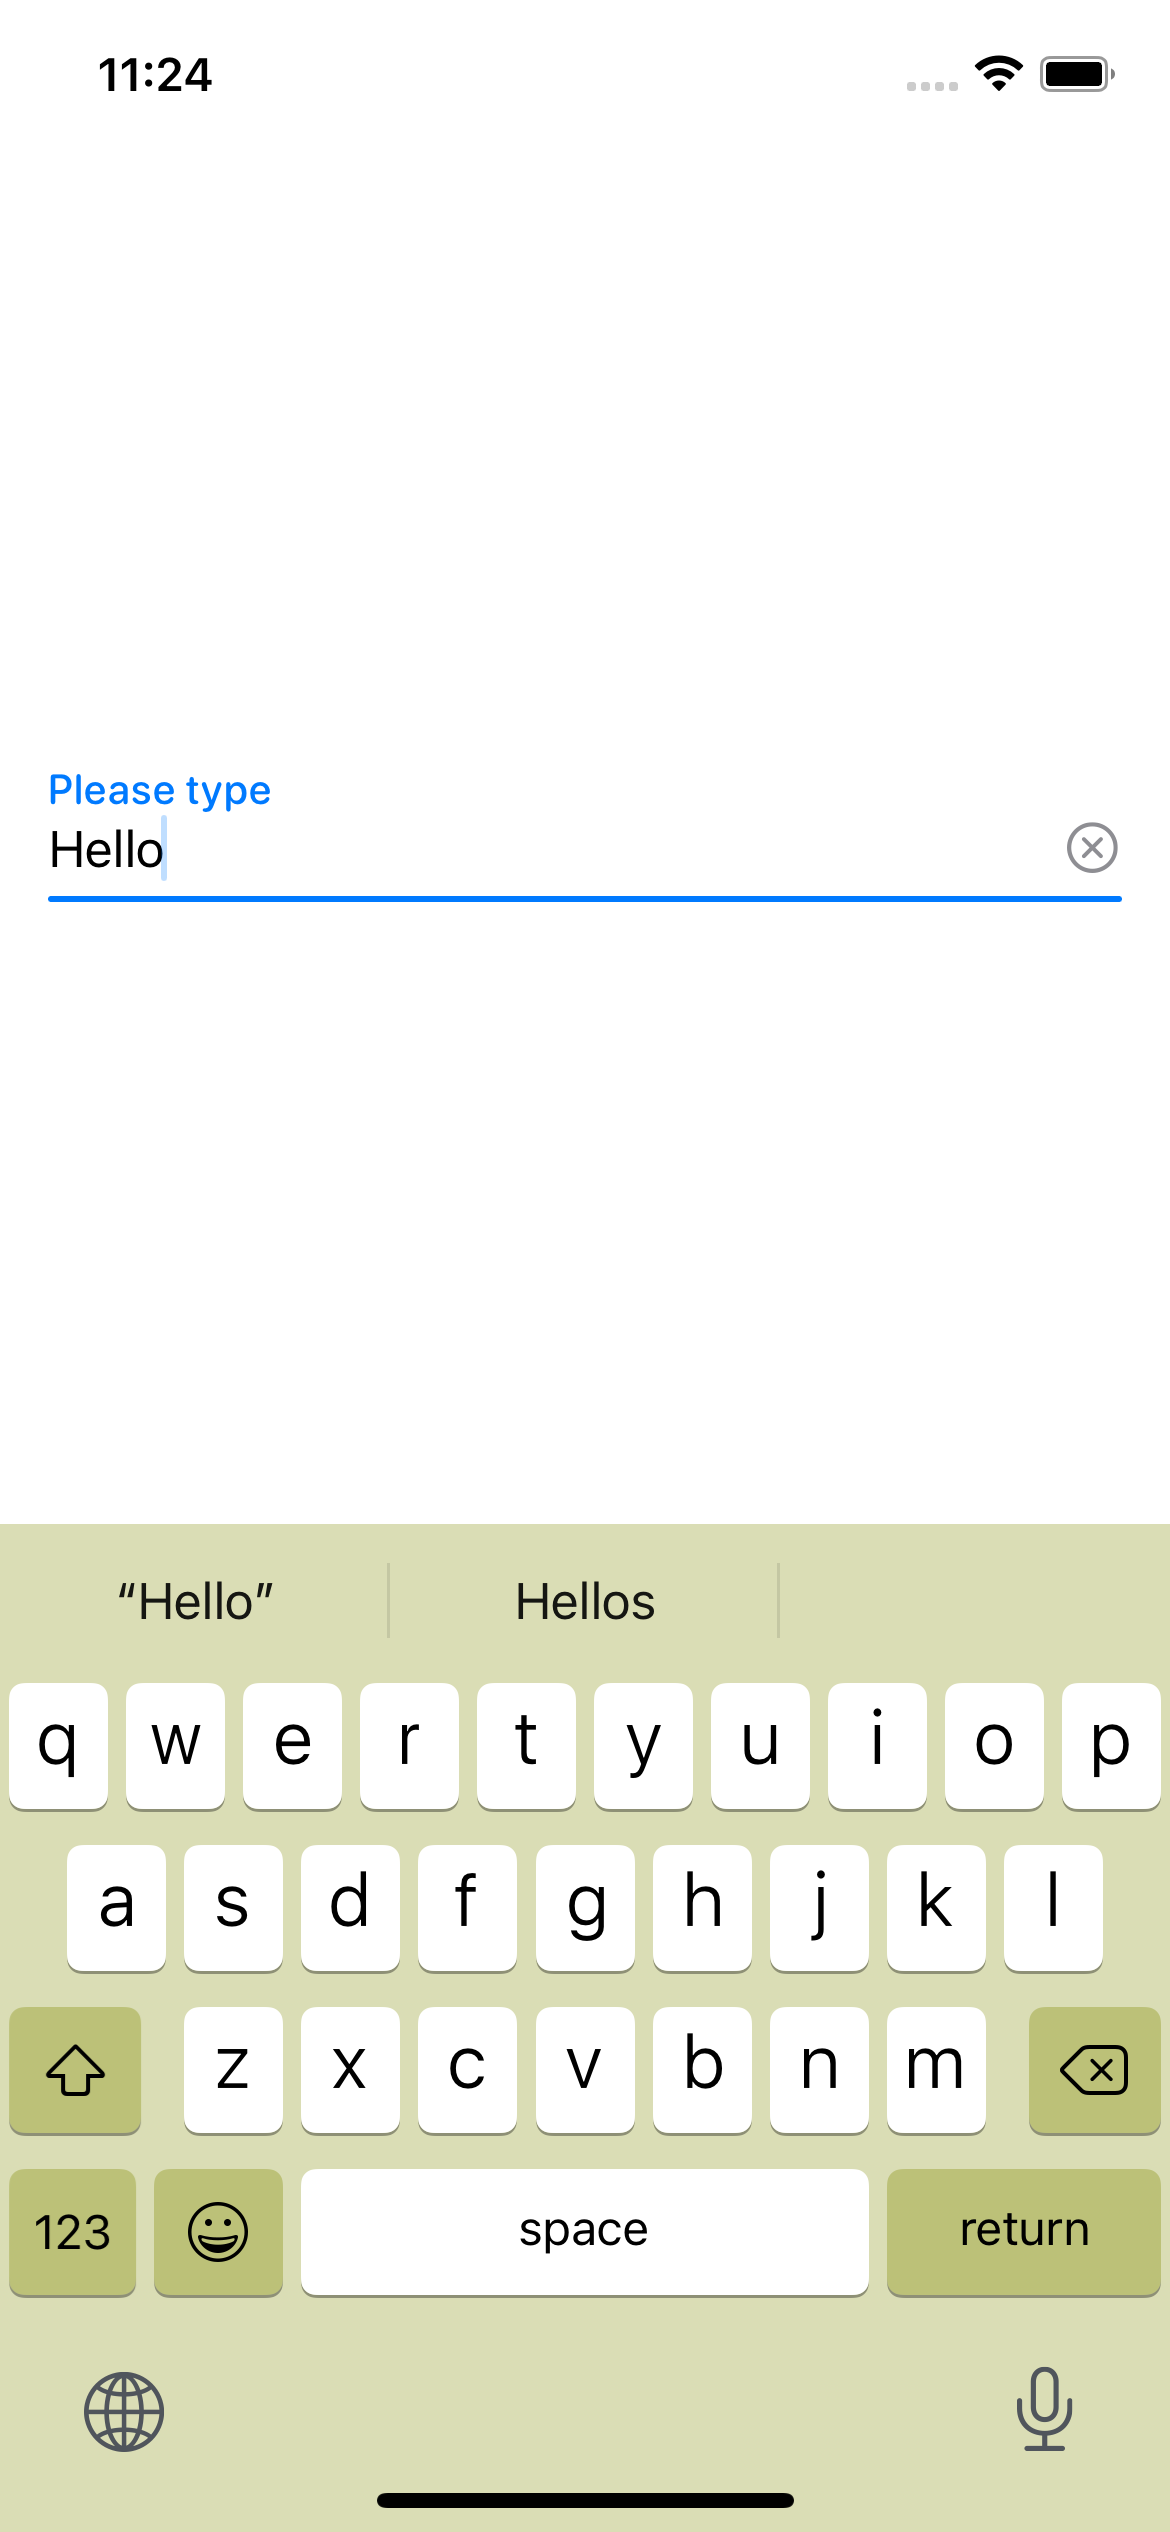 11:24
Please type
Hello
“Hello” Hellos
q w e r t y u i o p
a s d f g h j k l
z x c v b n m
123 space return